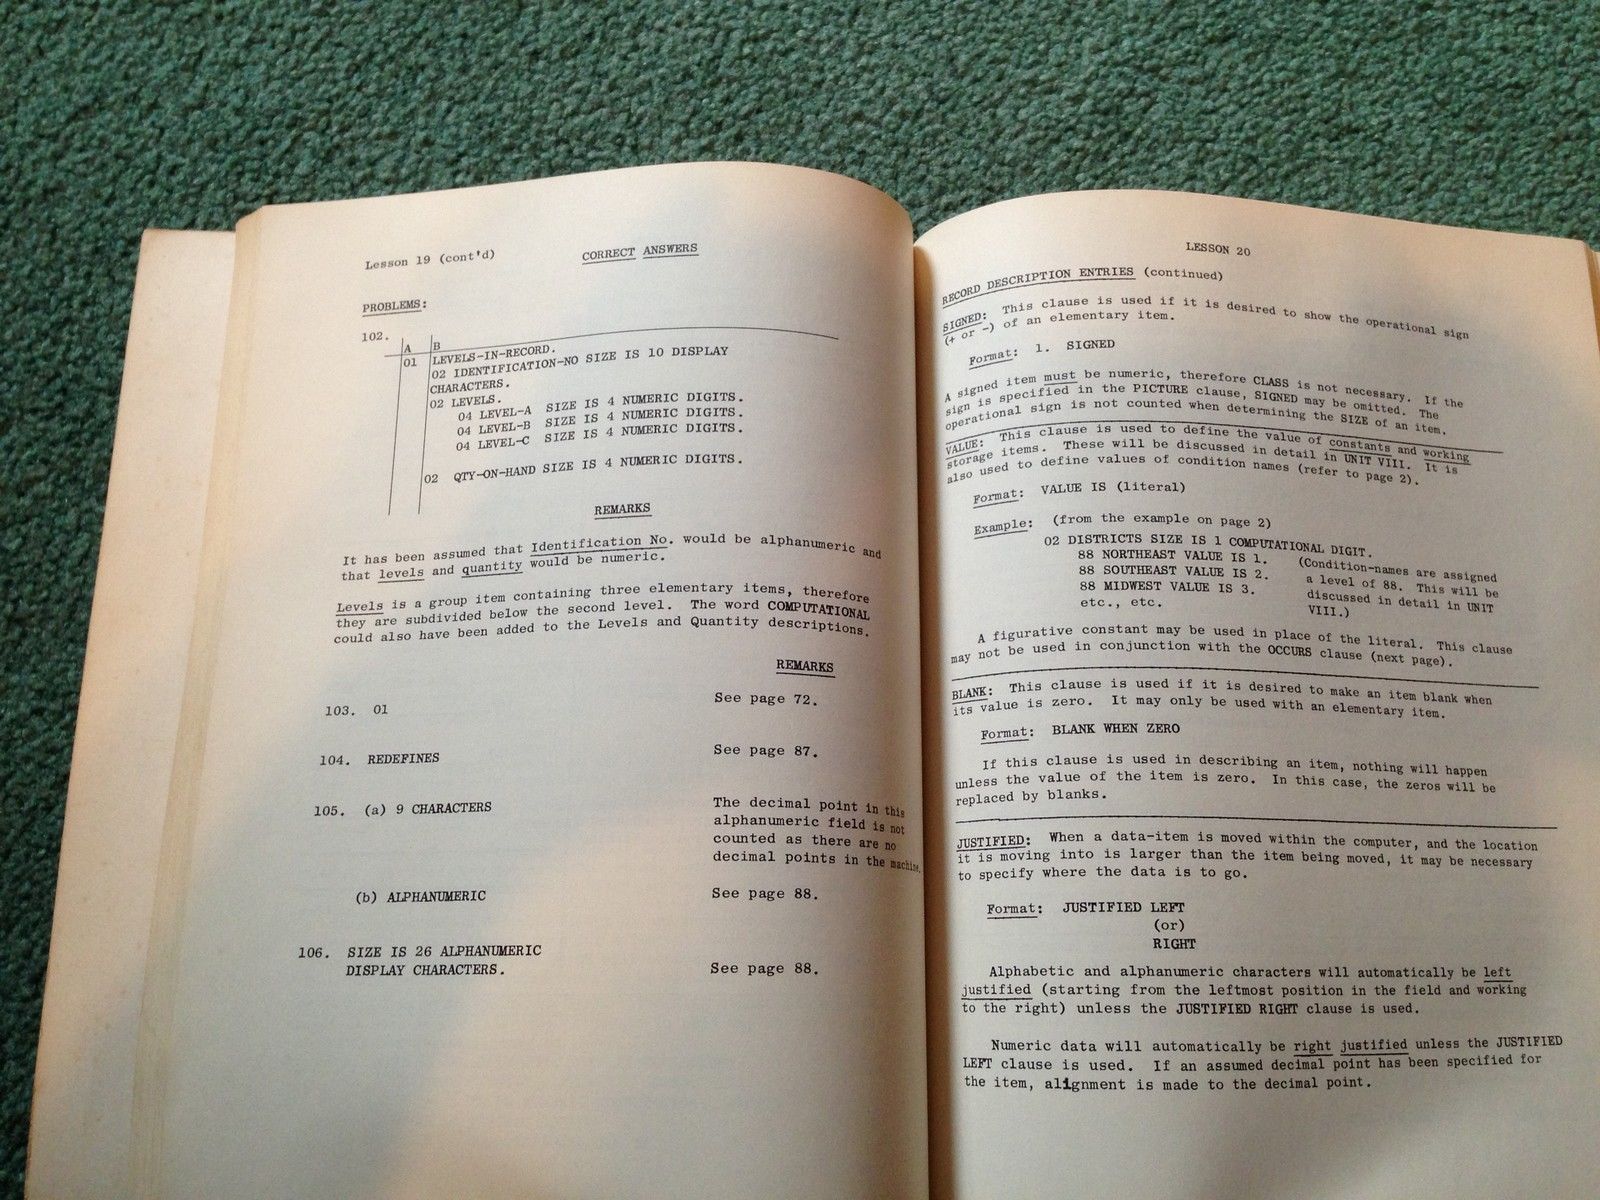 Lesson 19 (cont'd)
CORRECT ANSWERS
PROBLEMS:
102.
A B
01 LEVELS-IN-RECORD.
02 IDENTIFICATION-NO SIZE IS 10 DISPLAY
CHARACTERS.
02 LEVELS.
04 LEVEL-A SIZE IS 4 NUMERIC DIGITS.
04 LEVEL-B SIZE IS 4 NUMERIC DIGITS.
04 LEVEL-C SIZE IS 4 NUMERIC DIGITS.
02 QTY-ON-HAND SIZE IS 4 NUMERIC DIGITS.
REMARKS
It has been assumed that Identification No. would be alphanumeric and
that levels and quantity would be numeric.
Levels is a group item containing three elementary items, therefore
they are subdivided below the second level. The word COMPUTATIONAL
could also have been added to the Levels and Quantity descriptions.
REMARKS
103. 01 See page 72.
104. REDEFINES See page 87.
105. (a) 9 CHARACTERS The decimal point in this
alphanumeric field is not
counted as there are no
decimal points in the machine.
(b) ALPHANUMERIC See page 88.
106. SIZE IS 26 ALPHANUMERIC
DISPLAY CHARACTERS. See page 88.
LESSON 20
RECORD DESCRIPTION ENTRIES (continued)
SIGNED: This clause is used if it is desired to show the operational sign
(+ or -) of an elementary item.
Format: 1. SIGNED
A signed item must be numeric, therefore CLASS is not necessary. If the
sign is specified in the PICTURE clause, SIGNED may be omitted. The
operational sign is not counted when determining the SIZE of an item.
VALUE: This clause is used to define the value of constants and working
storage items. These will be discussed in detail in UNIT VIII. It is
also used to define values of condition names (refer to page 2).
Format: VALUE IS (literal)
Example: (from the example on page 2)
02 DISTRICTS SIZE IS 1 COMPUTATIONAL DIGIT.
88 NORTHEAST VALUE IS 1. (Condition-names are assigned
88 SOUTHEAST VALUE IS 2. a level of 88. This will be
88 MIDWEST VALUE IS 3. discussed in detail in UNIT
etc., etc. VIII.)
A figurative constant may be used in place of the literal. This clause
may not be used in conjunction with the OCCURS clause (next page).
BLANK: This clause is used if it is desired to make an item blank when
its value is zero. It may only be used with an elementary item.
Format: BLANK WHEN ZERO
If this clause is used in describing an item, nothing will happen
unless the value of the item is zero. In this case, the zeros will be
replaced by blanks.
JUSTIFIED: When a data-item is moved within the computer, and the location
it is moving into is larger than the item being moved, it may be necessary
to specify where the data is to go.
Format: JUSTIFIED LEFT
(or)
RIGHT
Alphabetic and alphanumeric characters will automatically be left
justified (starting from the leftmost position in the field and working
to the right) unless the JUSTIFIED RIGHT clause is used.
Numeric data will automatically be right justified unless the JUSTIFIED
LEFT clause is used. If an assumed decimal point has been specified for
the item, alignment is made to the decimal point.